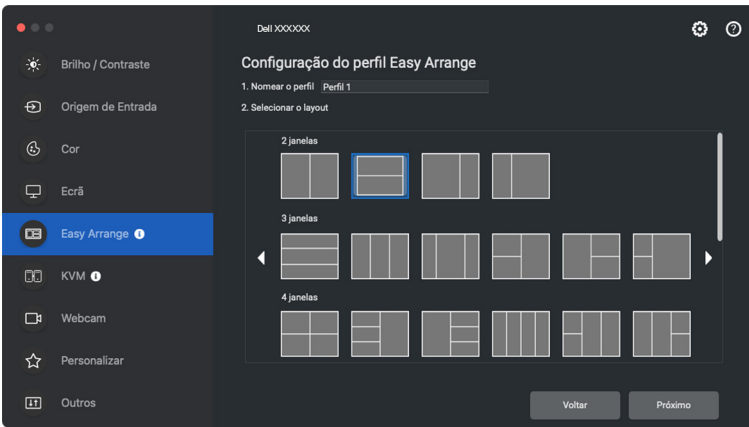 Dell XXXXXX
Brilho / Contraste
Origem de Entrada
Cor
Ecrã
Easy Arrange
KVM
Webcam
Personalizar
Outros
Configuração do perfil Easy Arrange
1. Nomear o perfil Perfil 1
2. Selecionar o layout
2 janelas
3 janelas
4 janelas
Voltar Próximo